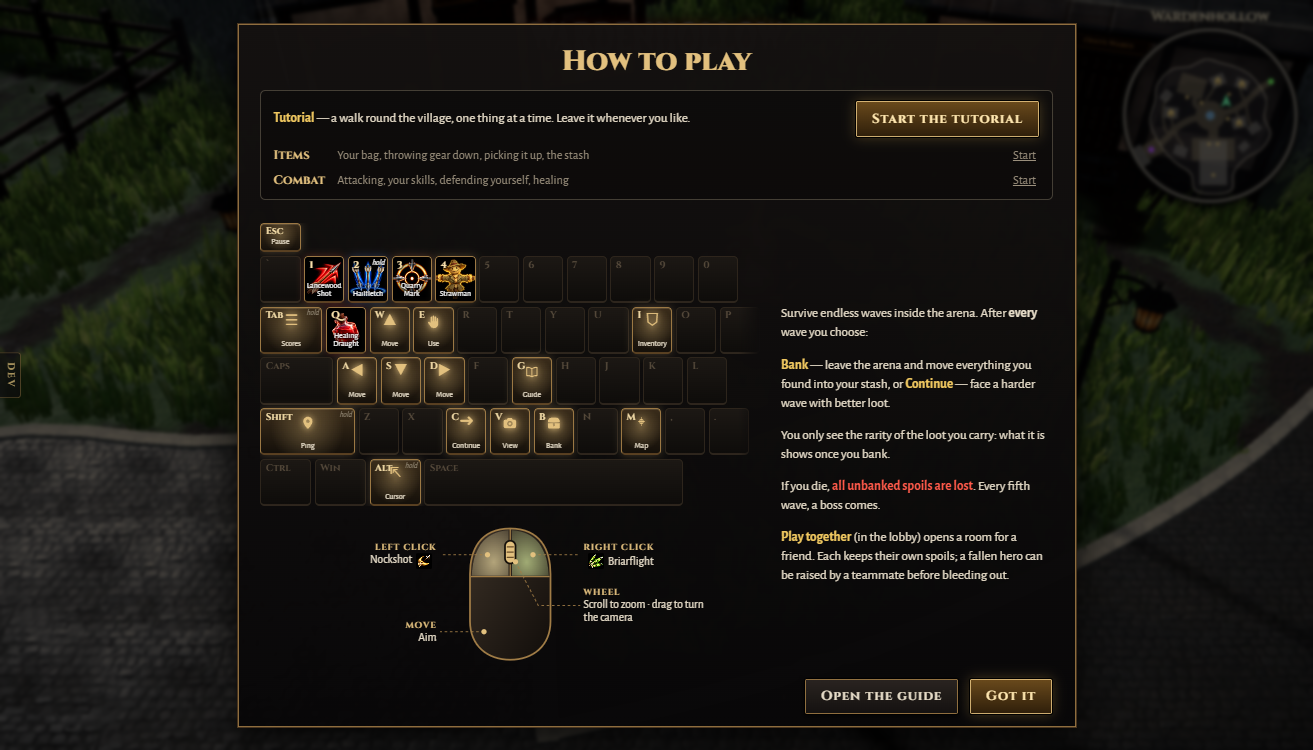 WARDENHOLLOW
HOW TO PLAY
Tutorial — a walk round the village, one thing at a time. Leave it whenever you like.
START THE TUTORIAL
ITEMS Your bag, throwing gear down, picking it up, the stash Start
COMBAT Attacking, your skills, defending yourself, healing Start
ESC
Pause
1 2 hold 3 4 5 6 7 8 9 0
Lancewood Shot Hailfletch Quarry Mark Strawman
TAB hold Q W E R T Y U I O P
Scores Healing Draught Move Use Inventory
CAPS A S D F G H J K L
Move Move Move Guide
SHIFT hold Z X C V B N M , .
Ping Continue View Bank Map
CTRL WIN ALT hold SPACE
Cursor
DEV
LEFT CLICK
Nockshot
RIGHT CLICK
Briarflight
WHEEL
Scroll to zoom · drag to turn
the camera
MOVE
Aim
Survive endless waves inside the arena. After every
wave you choose:
Bank — leave the arena and move everything you
found into your stash, or Continue — face a harder
wave with better loot.
You only see the rarity of the loot you carry: what it is
shows once you bank.
If you die, all unbanked spoils are lost. Every fifth
wave, a boss comes.
Play together (in the lobby) opens a room for a
friend. Each keeps their own spoils; a fallen hero can
be raised by a teammate before bleeding out.
OPEN THE GUIDE
GOT IT